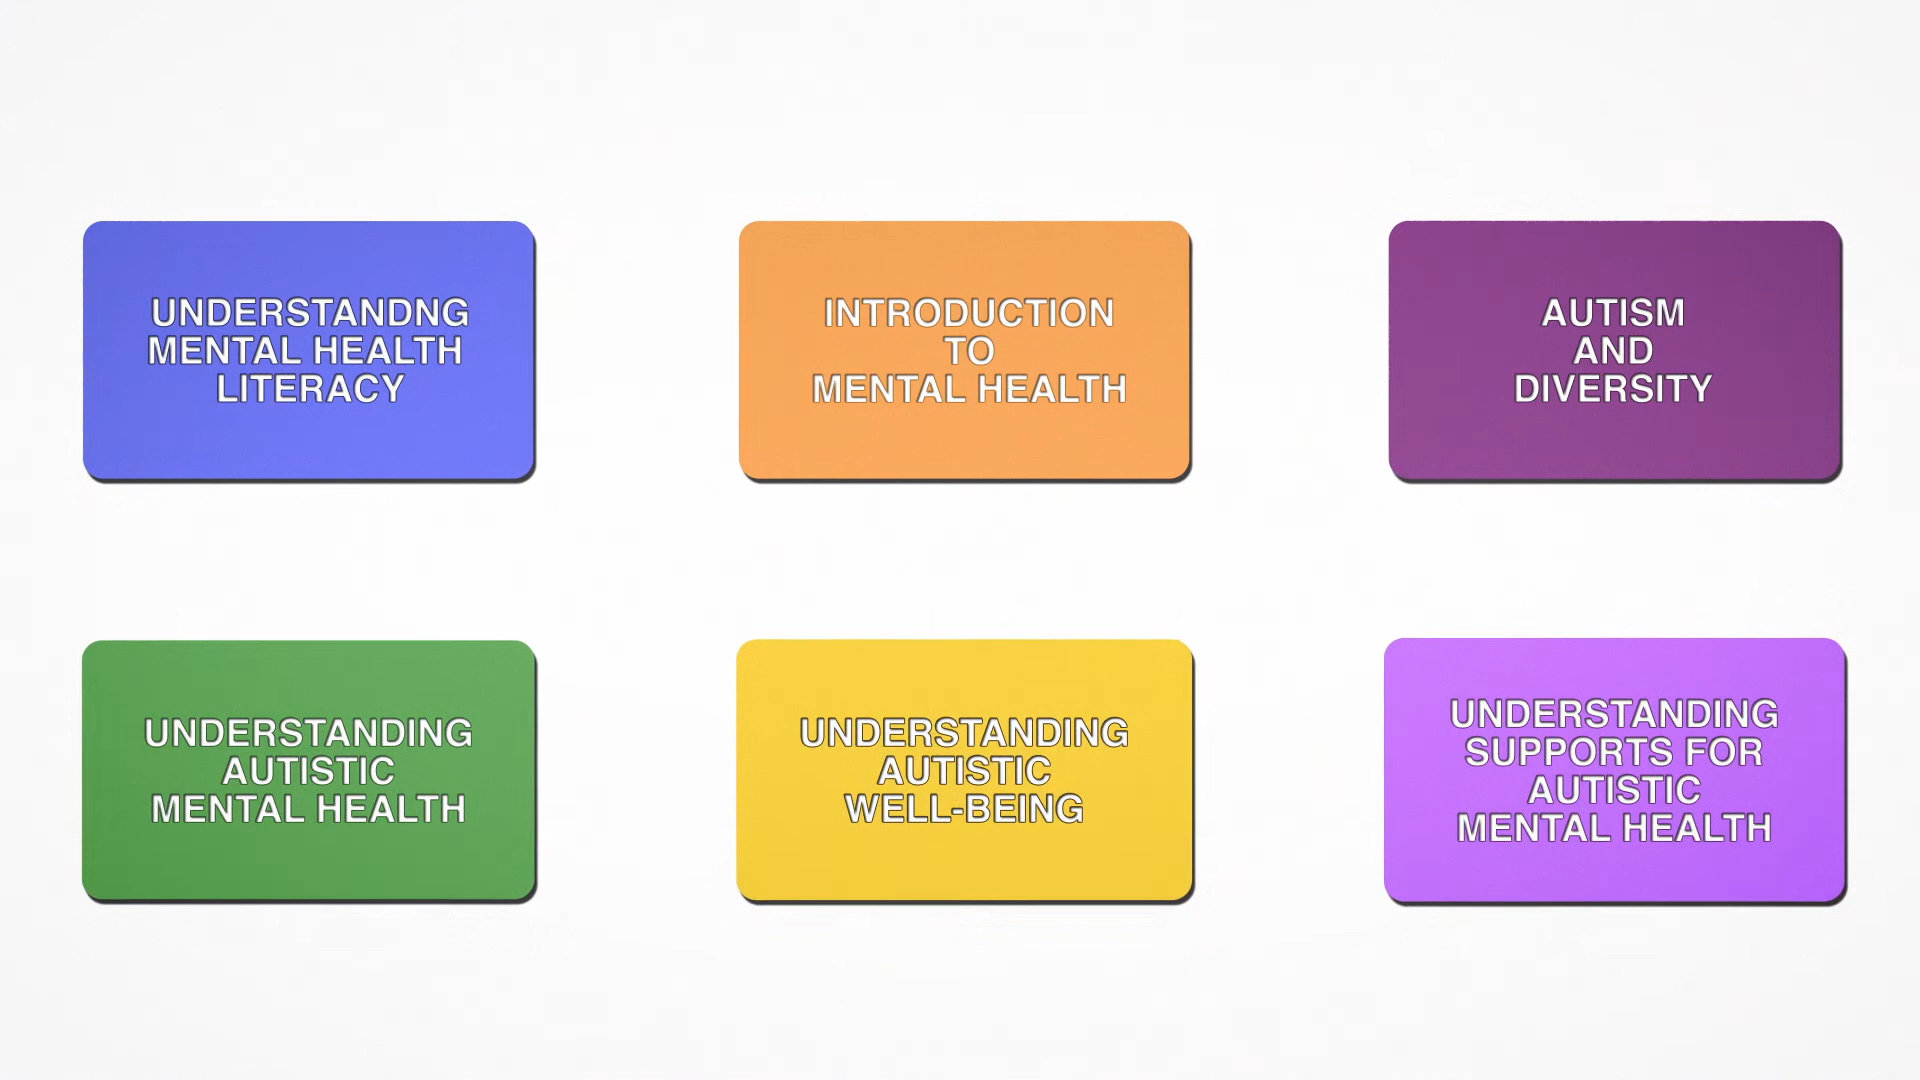 UNDERSTANDNG
MENTAL HEALTH
LITERACY
INTRODUCTION
TO
MENTAL HEALTH
AUTISM
AND
DIVERSITY
UNDERSTANDING
AUTISTIC
MENTAL HEALTH
UNDERSTANDING
AUTISTIC
WELL-BEING
UNDERSTANDING
SUPPORTS FOR
AUTISTIC
MENTAL HEALTH